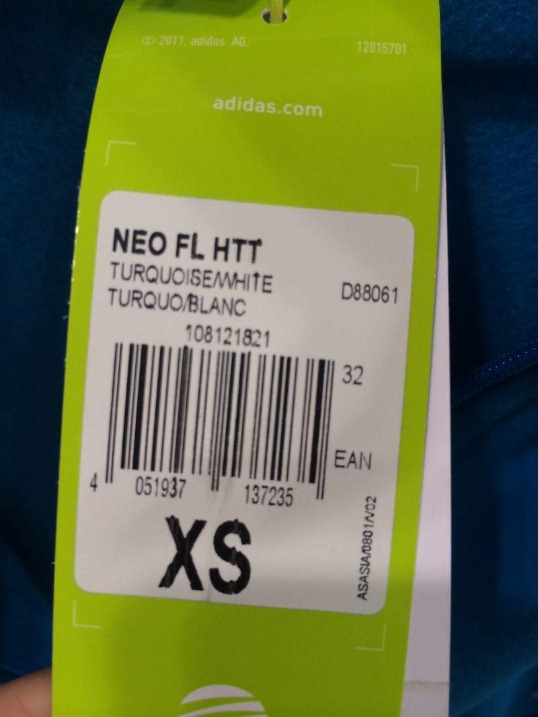 © 2011, adidas AG. 12015701
adidas.com
NEO FL HTT
TURQUOISE/WHITE
TURQUO/BLANC
D88061
108121821
32
EAN
4 051937 137235
XS
ASASIA/0801/V/02